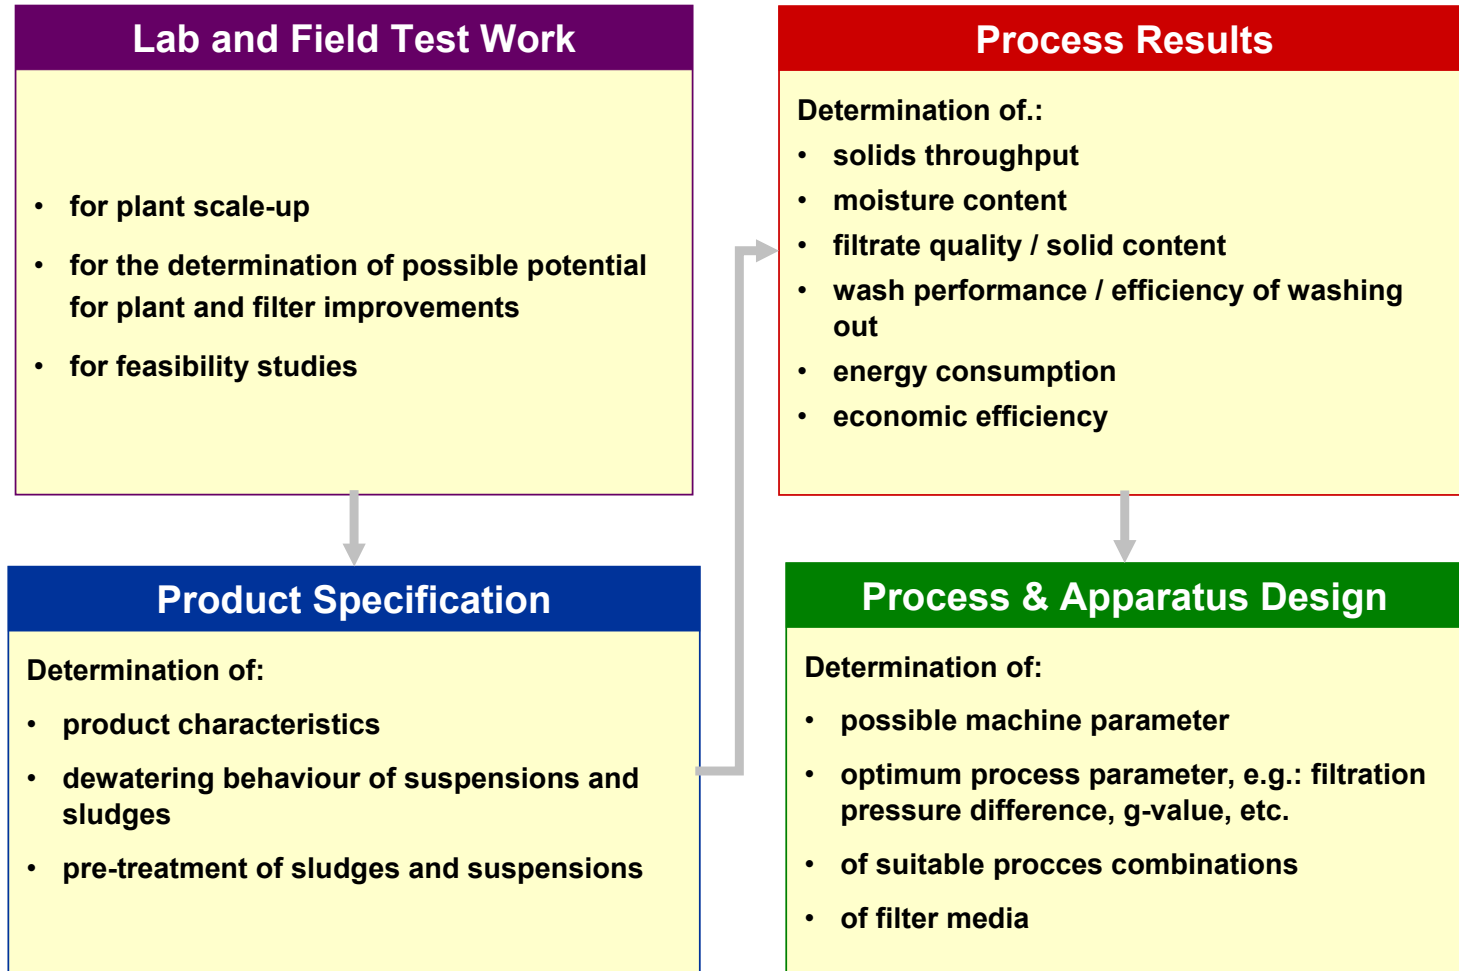 Lab and Field Test Work
• for plant scale-up
• for the determination of possible potential
for plant and filter improvements
• for feasibility studies
Product Specification
Determination of:
• product characteristics
• dewatering behaviour of suspensions and
sludges
• pre-treatment of sludges and suspensions
Process Results
Determination of.:
• solids throughput
• moisture content
• filtrate quality / solid content
• wash performance / efficiency of washing
out
• energy consumption
• economic efficiency
Process & Apparatus Design
Determination of:
• possible machine parameter
• optimum process parameter, e.g.: filtration
pressure difference, g-value, etc.
• of suitable procces combinations
• of filter media